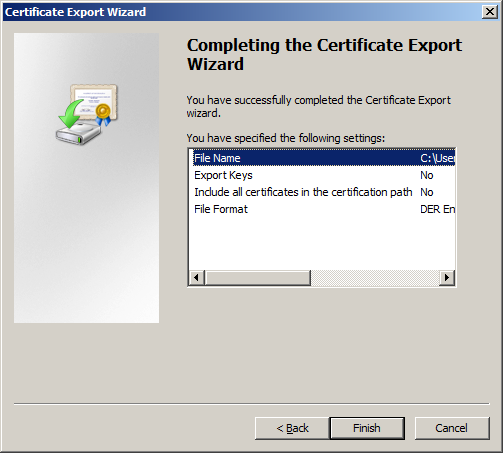 Certificate Export Wizard
Completing the Certificate Export
Wizard
You have successfully completed the Certificate Export
wizard.
You have specified the following settings:
File Name C:\User
Export Keys No
Include all certificates in the certification path No
File Format DER En
< Back Finish Cancel